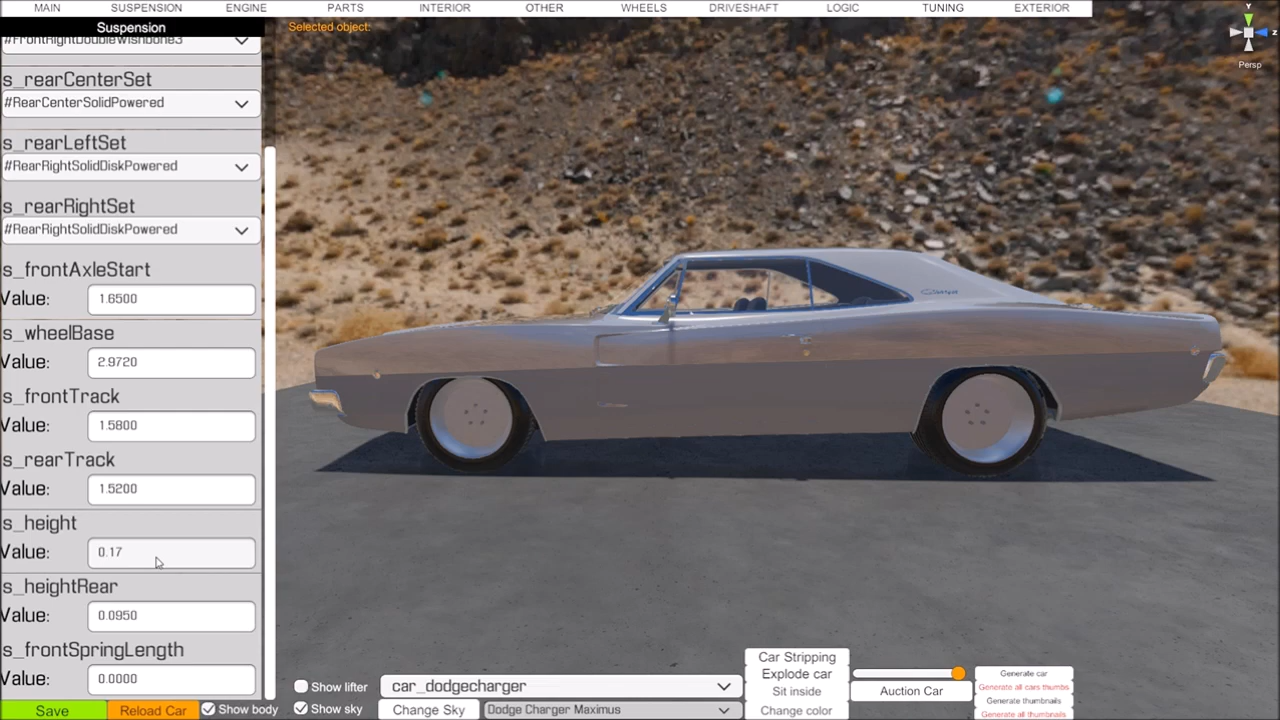 MAIN SUSPENSION ENGINE PARTS INTERIOR OTHER WHEELS DRIVESHAFT LOGIC TUNING EXTERIOR
Suspension
Selected object:
#FrontRightDoubleWishbone3
s_rearCenterSet
#RearCenterSolidPowered
s_rearLeftSet
#RearRightSolidDiskPowered
s_rearRightSet
#RearRightSolidDiskPowered
s_frontAxleStart
Value: 1.6500
s_wheelBase
Value: 2.9720
s_frontTrack
Value: 1.5800
s_rearTrack
Value: 1.5200
s_height
Value: 0.17
s_heightRear
Value: 0.0950
s_frontSpringLength
Value: 0.0000
Save
Reload Car
Show body
Show lifter
Show sky
car_dodgecharger
Change Sky
Dodge Charger Maximus
Car Stripping
Explode car
Sit inside
Change color
Auction Car
Generate car
Generate all cars thumbs
Generate thumbnails
Generate all thumbnails
Y
Z
Persp
Charger